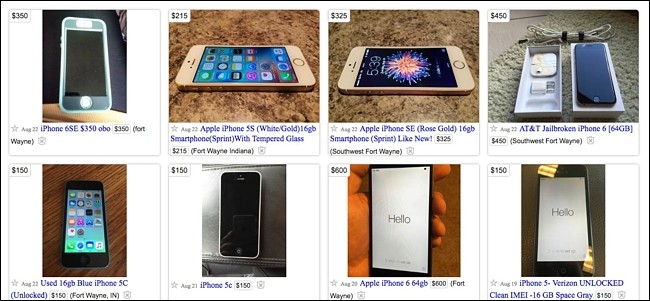 $350
$215
$325
$450
5:39
Aug 22 iPhone 6SE $350 obo $350 (fort
Wayne)
Aug 22 Apple iPhone 5S (White/Gold)16gb
Smartphone(Sprint)With Tempered Glass
$215 (Fort Wayne Indiana)
Aug 22 Apple iPhone SE (Rose Gold) 16gb
Smartphone (Sprint) Like New! $325
(Southwest Fort Wayne)
Aug 22 AT&T Jailbroken iPhone 6 [64GB]
$450 (Southwest Fort Wayne)
$150
$150
$600
$150
Hello
Hello
Aug 22 Used 16gb Blue iPhone 5C
(Unlocked) $150 (Fort Wayne, IN)
Aug 21 iPhone 5c $150
Aug 20 Apple iPhone 6 64gb $600 (Fort
Wayne)
Aug 19 iPhone 5- Verizon UNLOCKED
Clean IMEI -16 GB Space Gray $150